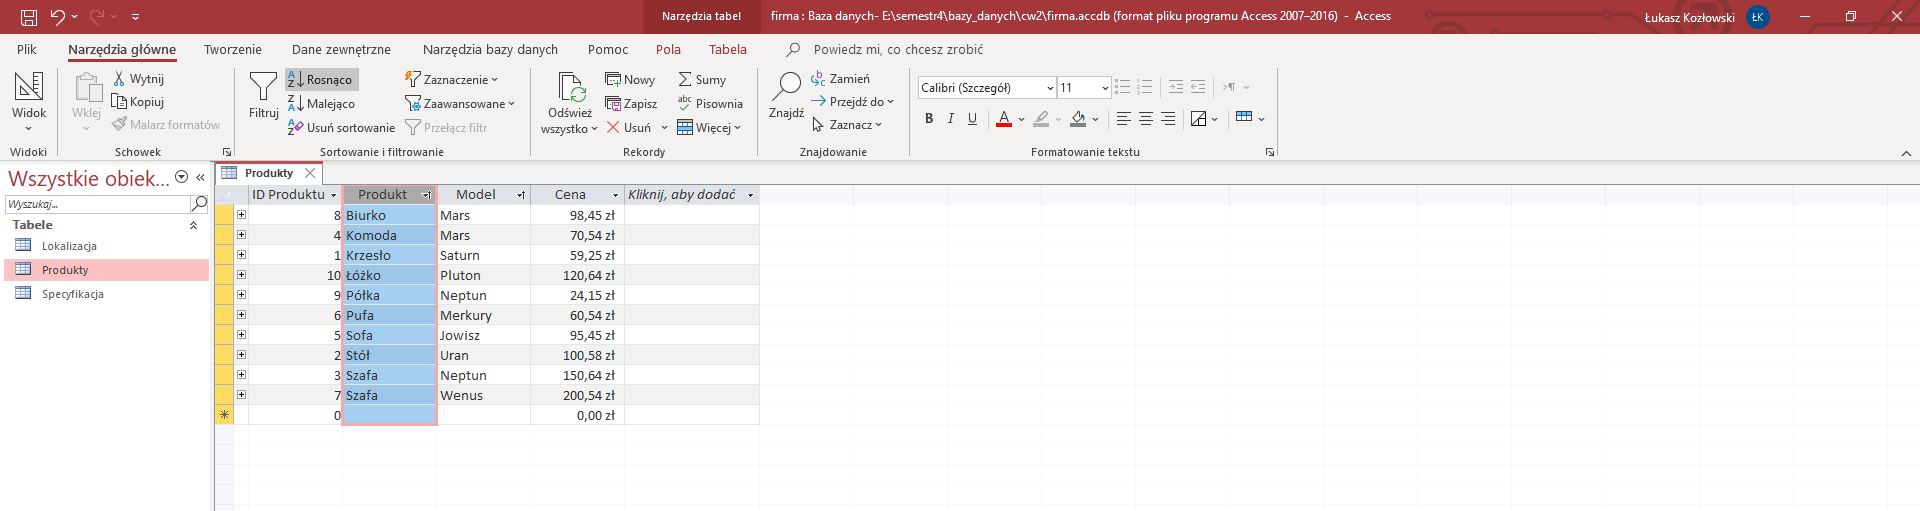 Narzędzia tabel
firma : Baza danych- E:\semestr4\bazy_danych\cw2\firma.accdb (format pliku programu Access 2007–2016) - Access
Łukasz Kozłowski
ŁK
Plik
Narzędzia główne
Tworzenie
Dane zewnętrzne
Narzędzia bazy danych
Pomoc
Pola
Tabela
Powiedz mi, co chcesz zrobić
Widok
Widoki
Wklej
Wytnij
Kopiuj
Malarz formatów
Schowek
Filtruj
Rosnąco
Malejąco
Usuń sortowanie
Zaznaczenie
Zaawansowane
Przełącz filtr
Sortowanie i filtrowanie
Odśwież
wszystko
Nowy
Zapisz
Usuń
Sumy
Pisownia
Więcej
Rekordy
Znajdź
Zamień
Przejdź do
Zaznacz
Znajdowanie
Calibri (Szczegół)
11
B I U
Formatowanie tekstu
Wszystkie obiek...
Wyszukaj...
Tabele
Lokalizacja
Produkty
Specyfikacja
Produkty
ID Produktu Produkt Model Cena Kliknij, aby dodać
8 Biurko Mars 98,45 zł
4 Komoda Mars 70,54 zł
1 Krzesło Saturn 59,25 zł
10 Łóżko Pluton 120,64 zł
9 Półka Neptun 24,15 zł
6 Pufa Merkury 60,54 zł
5 Sofa Jowisz 95,45 zł
2 Stół Uran 100,58 zł
3 Szafa Neptun 150,64 zł
7 Szafa Wenus 200,54 zł
0 0,00 zł